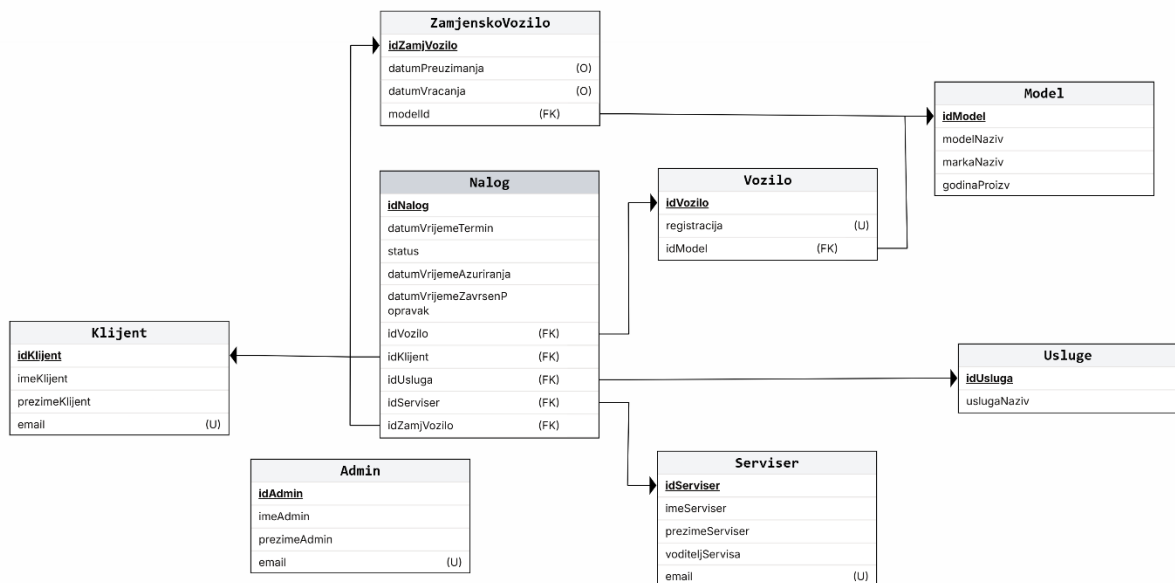 ZamjenskoVozilo
idZamjVozilo
datumPreuzimanja (O)
datumVracanja (O)
modelId (FK)
Model
idModel
modelNaziv
markaNaziv
godinaProizv
Nalog
idNalog
datumVrijemeTermin
status
datumVrijemeAzuriranja
datumVrijemeZavrsenP
opravak
idVozilo (FK)
idKlijent (FK)
idUsluga (FK)
idServiser (FK)
idZamjVozilo (FK)
Vozilo
idVozilo
registracija (U)
idModel (FK)
Klijent
idKlijent
imeKlijent
prezimeKlijent
email (U)
Usluge
idUsluga
uslugaNaziv
Admin
idAdmin
imeAdmin
prezimeAdmin
email (U)
Serviser
idServiser
imeServiser
prezimeServiser
voditeljServisa
email (U)